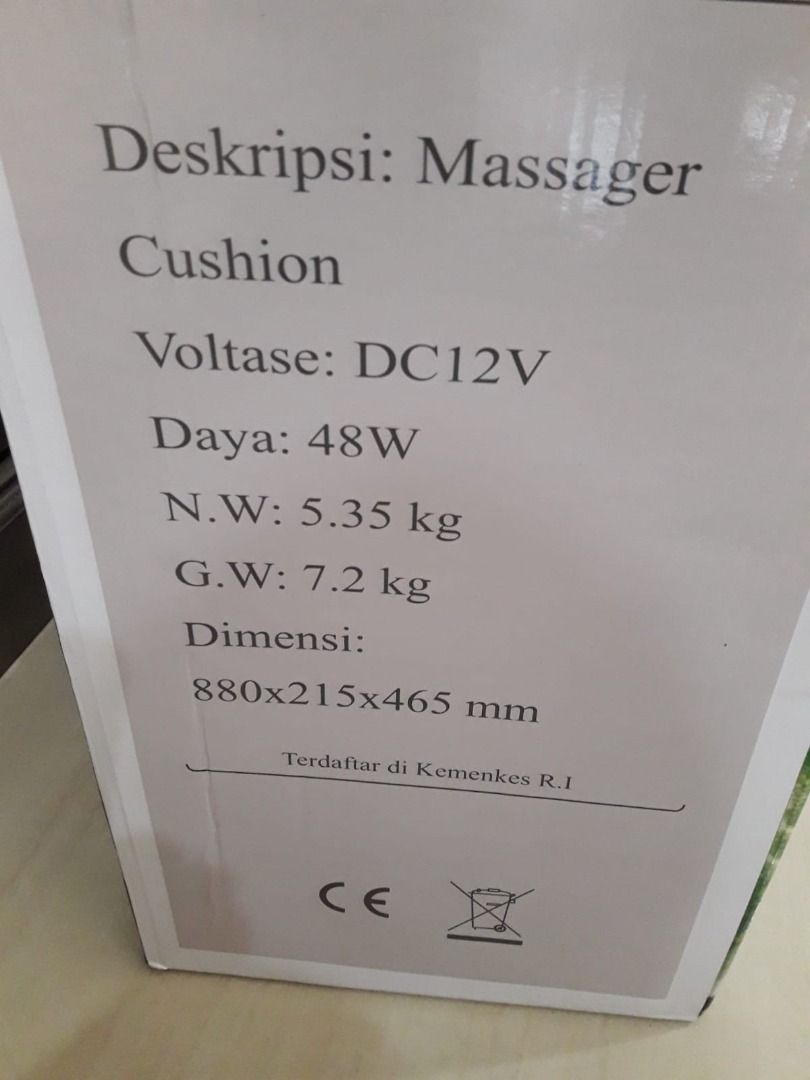 Deskripsi: Massager
Cushion
Voltase: DC12V
Daya: 48W
N.W: 5.35 kg
G.W: 7.2 kg
Dimensi:
880x215x465 mm
Terdaftar di Kemenkes R.I
CE